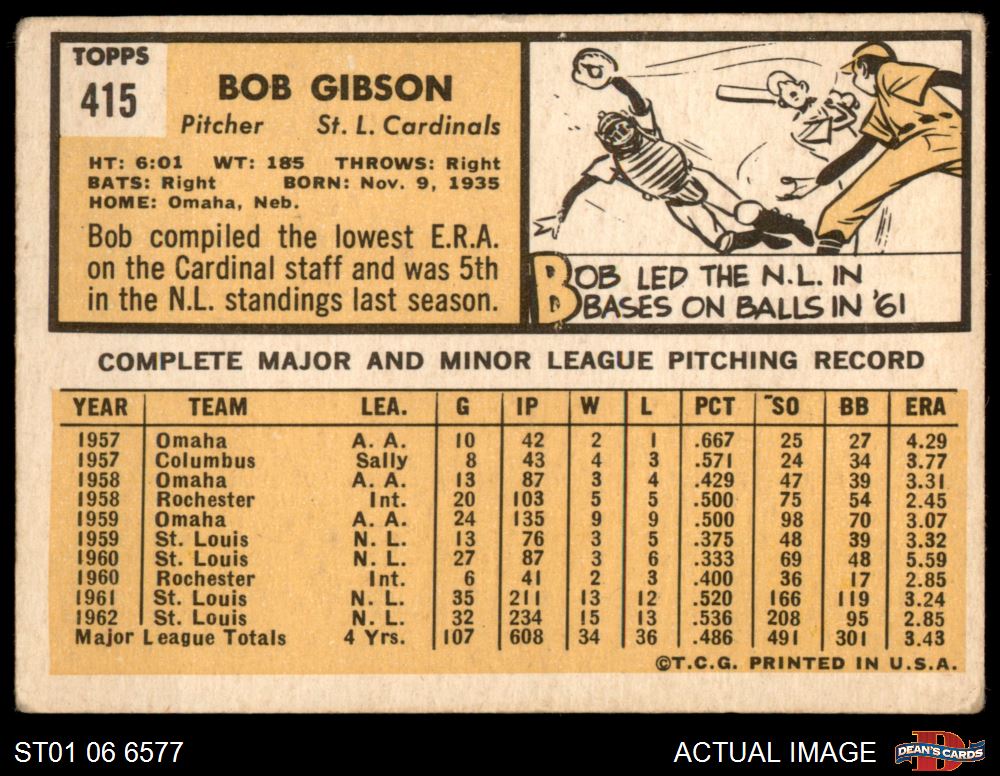 TOPPS
415
BOB GIBSON
Pitcher St. L. Cardinals
HT: 6:01 WT: 185 THROWS: Right
BATS: Right BORN: Nov. 9, 1935
HOME: Omaha, Neb.
Bob compiled the lowest E.R.A.
on the Cardinal staff and was 5th
in the N.L. standings last season.
BOB LED THE N.L. IN
BASES ON BALLS IN '61
COMPLETE MAJOR AND MINOR LEAGUE PITCHING RECORD
YEAR TEAM LEA. G IP W L PCT SO BB ERA
1957 Omaha A. A. 10 42 2 1 .667 25 27 4.29
1957 Columbus Sally 8 43 4 3 .571 24 34 3.77
1958 Omaha A. A. 13 87 3 4 .429 47 39 3.31
1958 Rochester Int. 20 103 5 5 .500 75 54 2.45
1959 Omaha A. A. 24 135 9 9 .500 98 70 3.07
1959 St. Louis N. L. 13 76 3 5 .375 48 39 3.32
1960 St. Louis N. L. 27 87 3 6 .333 69 48 5.59
1960 Rochester Int. 6 41 2 3 .400 36 17 2.85
1961 St. Louis N. L. 35 211 13 12 .520 166 119 3.24
1962 St. Louis N. L. 32 234 15 13 .536 208 95 2.85
Major League Totals 4 Yrs. 107 608 34 36 .486 491 301 3.43
©T.C.G. PRINTED IN U.S.A.
ST01 06 6577 ACTUAL IMAGE DEAN'S CARDS